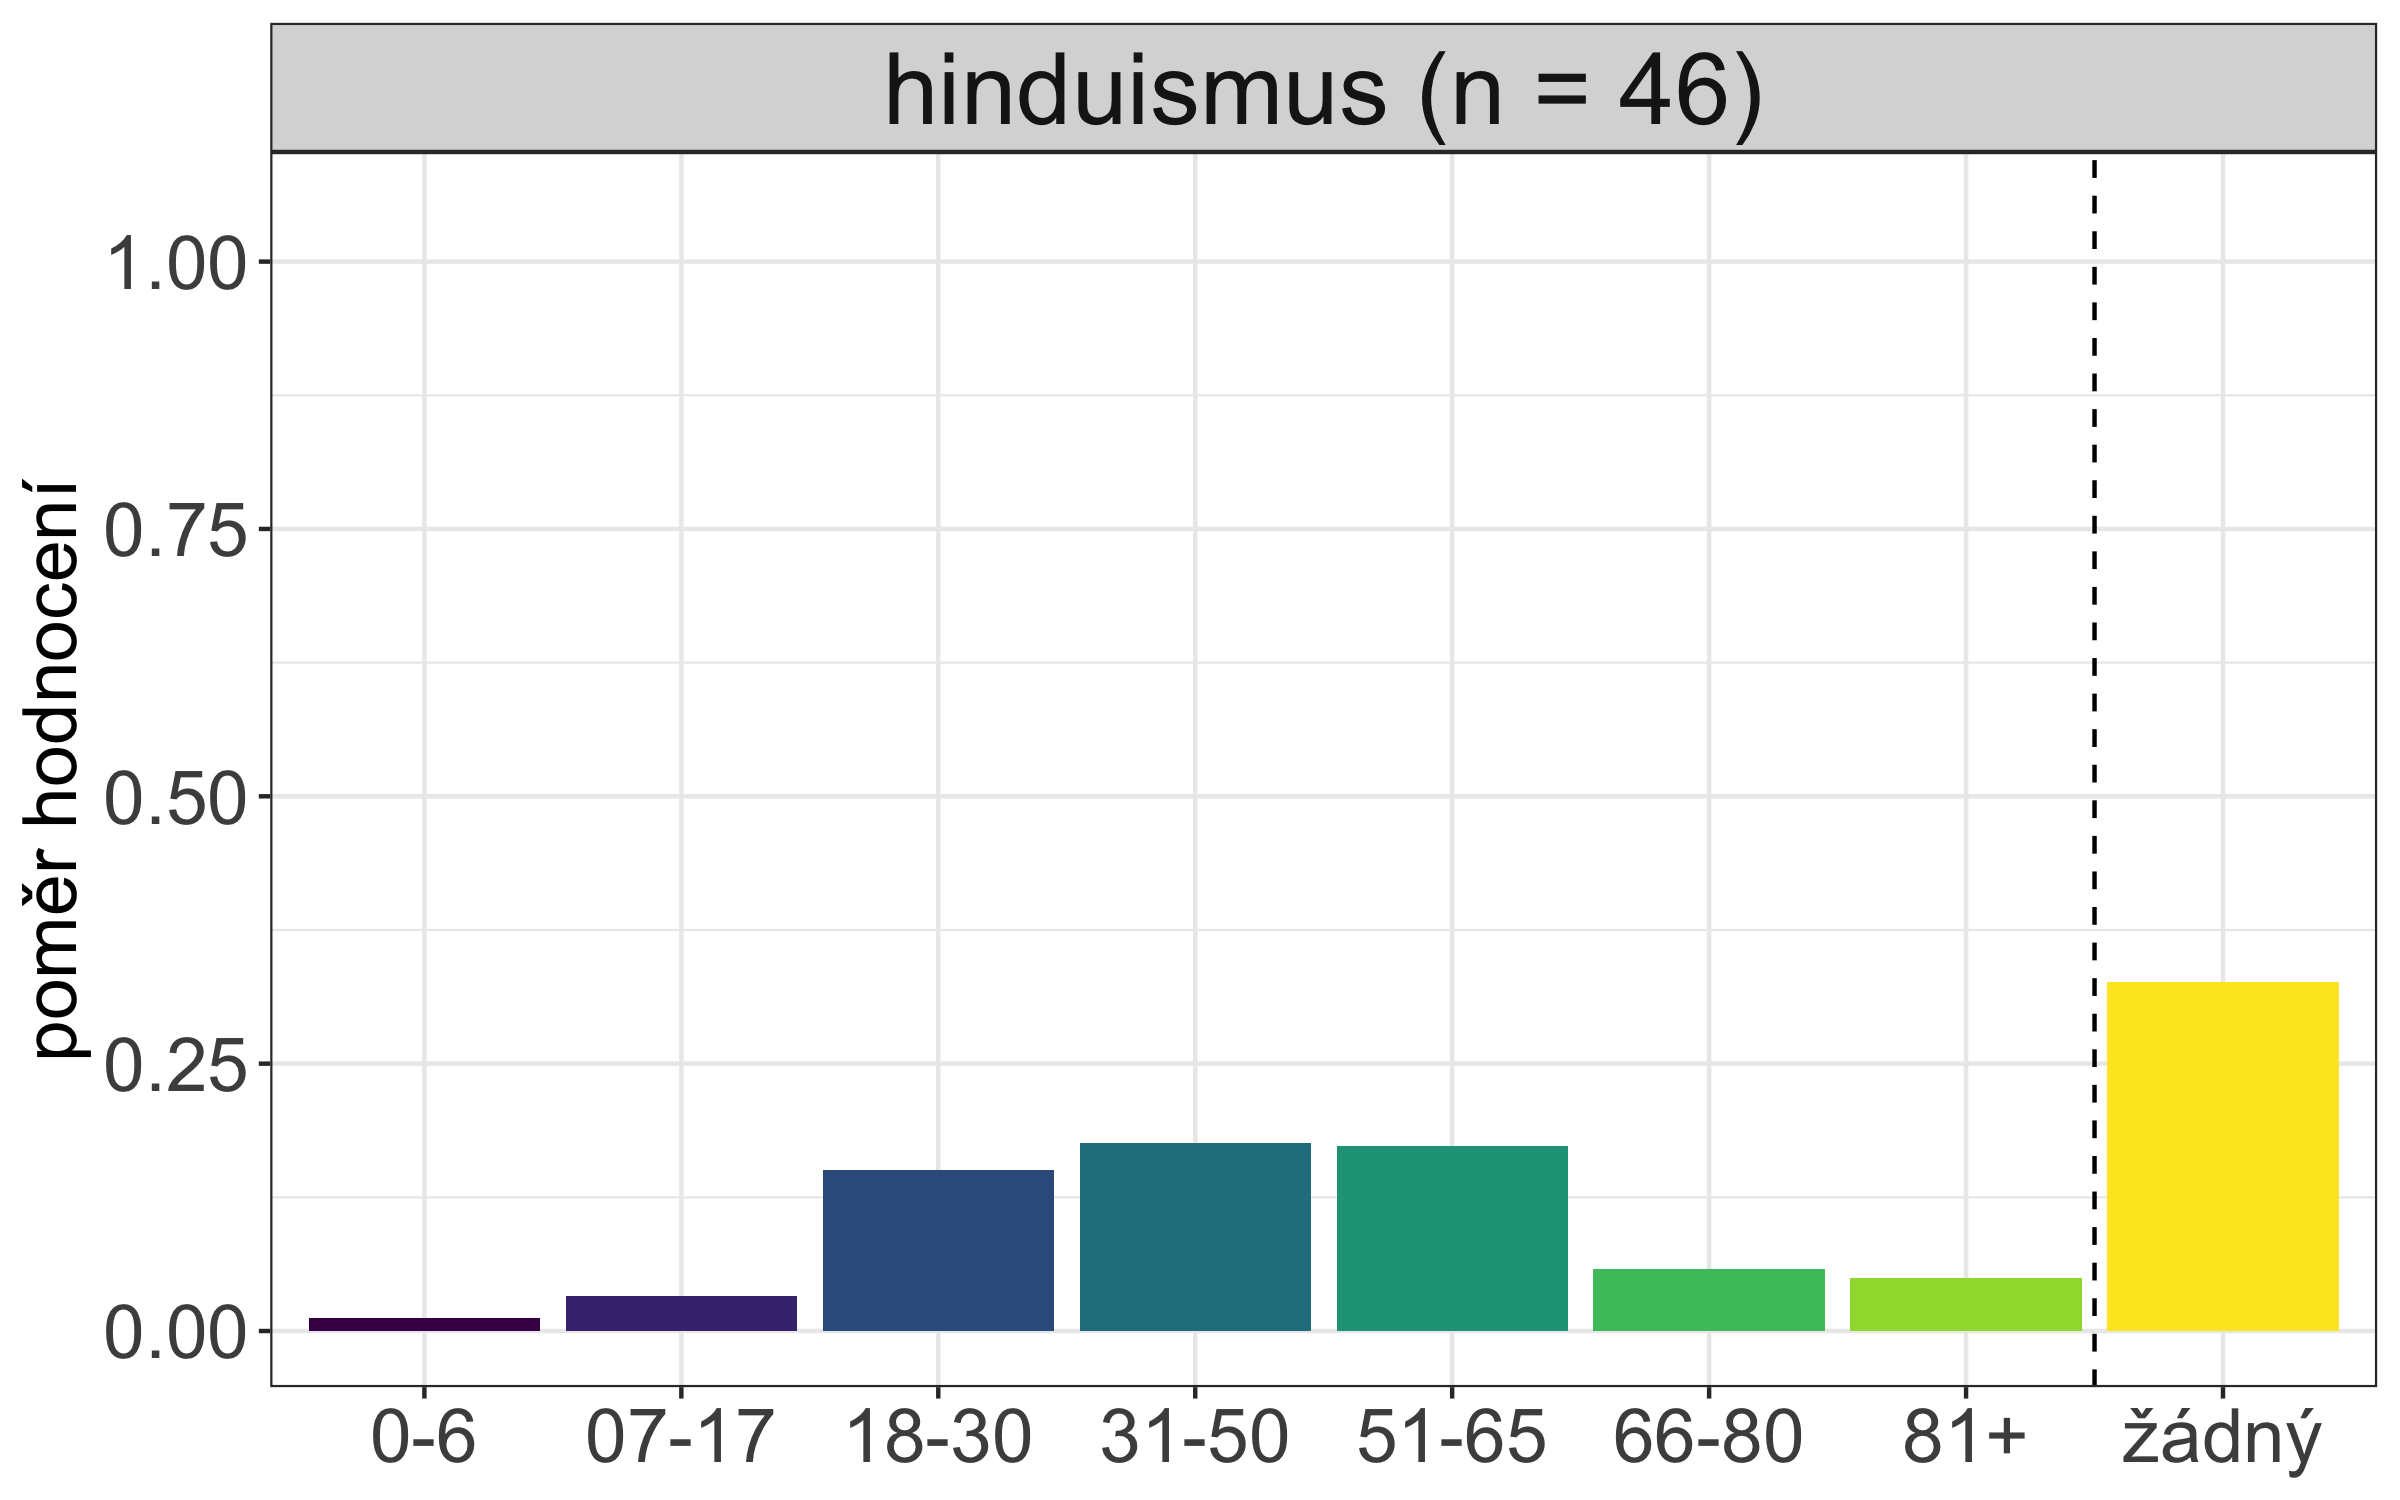 hinduismus (n = 46)
poměr hodnocení
1.00
0.75
0.50
0.25
0.00
0-6 07-17 18-30 31-50 51-65 66-80 81+ žádný